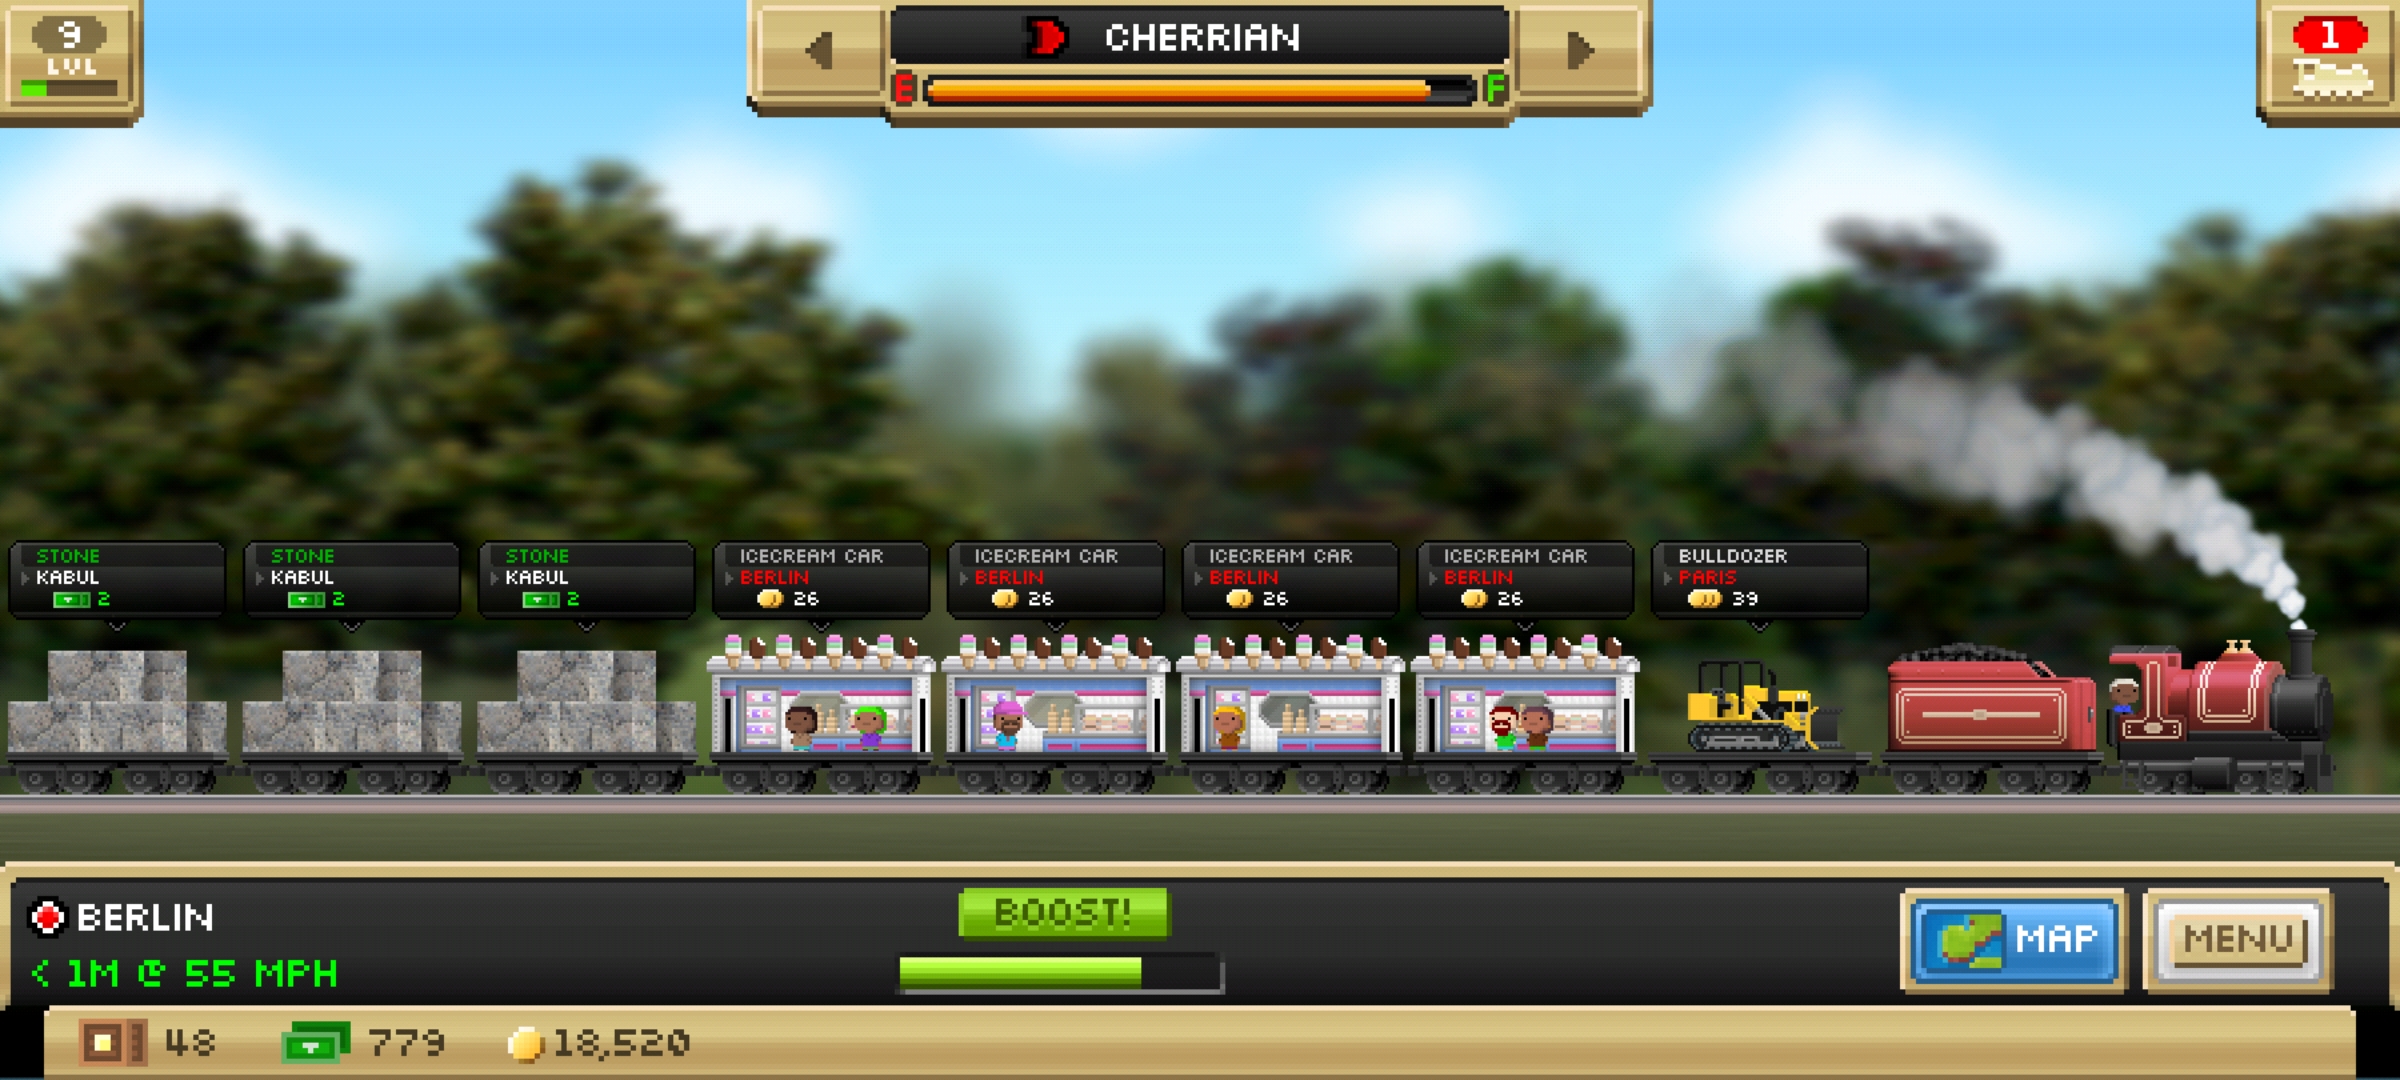 9
LVL
CHERRIAN
E F
1
STONE
KABUL
2
STONE
KABUL
2
STONE
KABUL
2
ICECREAM CAR
BERLIN
26
ICECREAM CAR
BERLIN
26
ICECREAM CAR
BERLIN
26
ICECREAM CAR
BERLIN
26
BULLDOZER
PARIS
39
BERLIN
< 1M @ 55 MPH
BOOST!
MAP
MENU
48 779 18,520